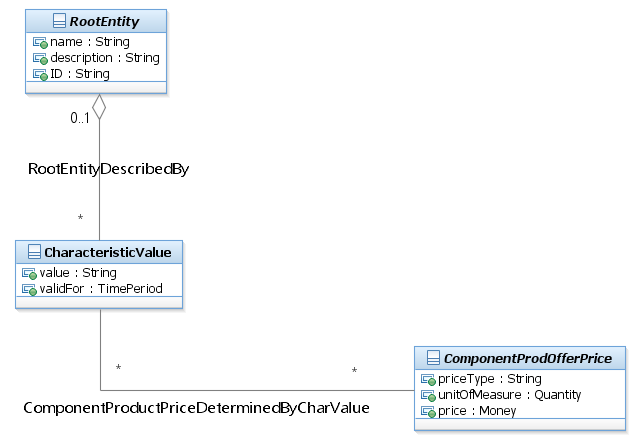 RootEntity
name : String
description : String
ID : String
0..1
RootEntityDescribedBy
*
CharacteristicValue
value : String
validFor : TimePeriod
*
*
ComponentProdOfferPrice
priceType : String
unitOfMeasure : Quantity
price : Money
ComponentProductPriceDeterminedByCharValue